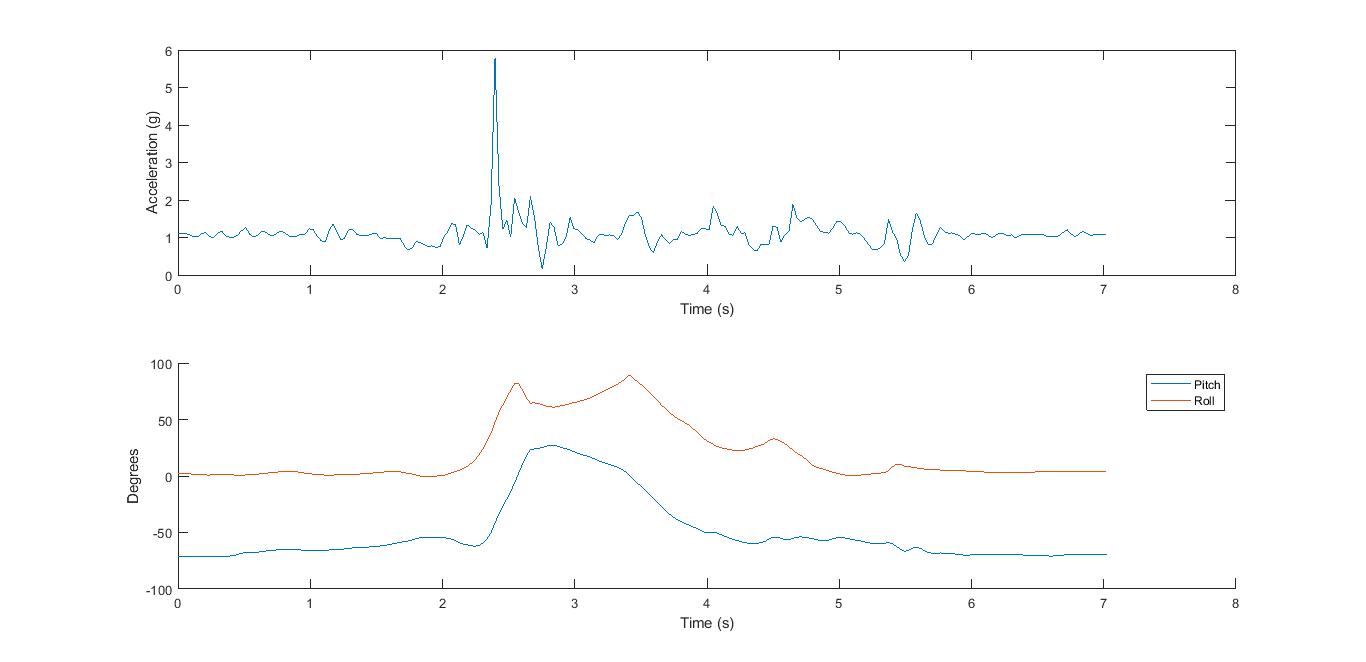 6
5
4
3
2
1
0
Acceleration (g)
0 1 2 3 4 5 6 7 8
Time (s)
100
50
0
-50
-100
Degrees
Pitch
Roll
0 1 2 3 4 5 6 7 8
Time (s)